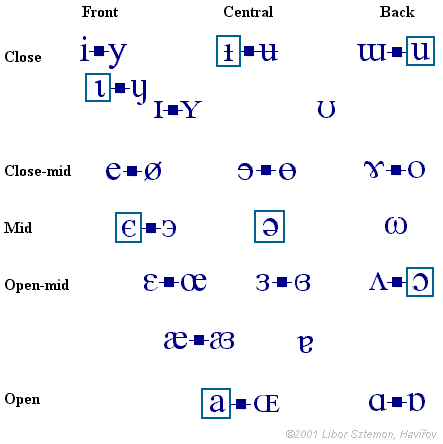 Front Central Back
Close i y ɨ ʉ ɯ u
ɩ ɪ ʏ ʊ
Close-mid e ø ɘ ɵ ɤ o
Mid ω
Open-mid ɛ œ ɜ ɞ ʌ ɔ
æ ɐ
Open a ɶ ɑ ɒ
©2001 Libor Sztemon, Havířov